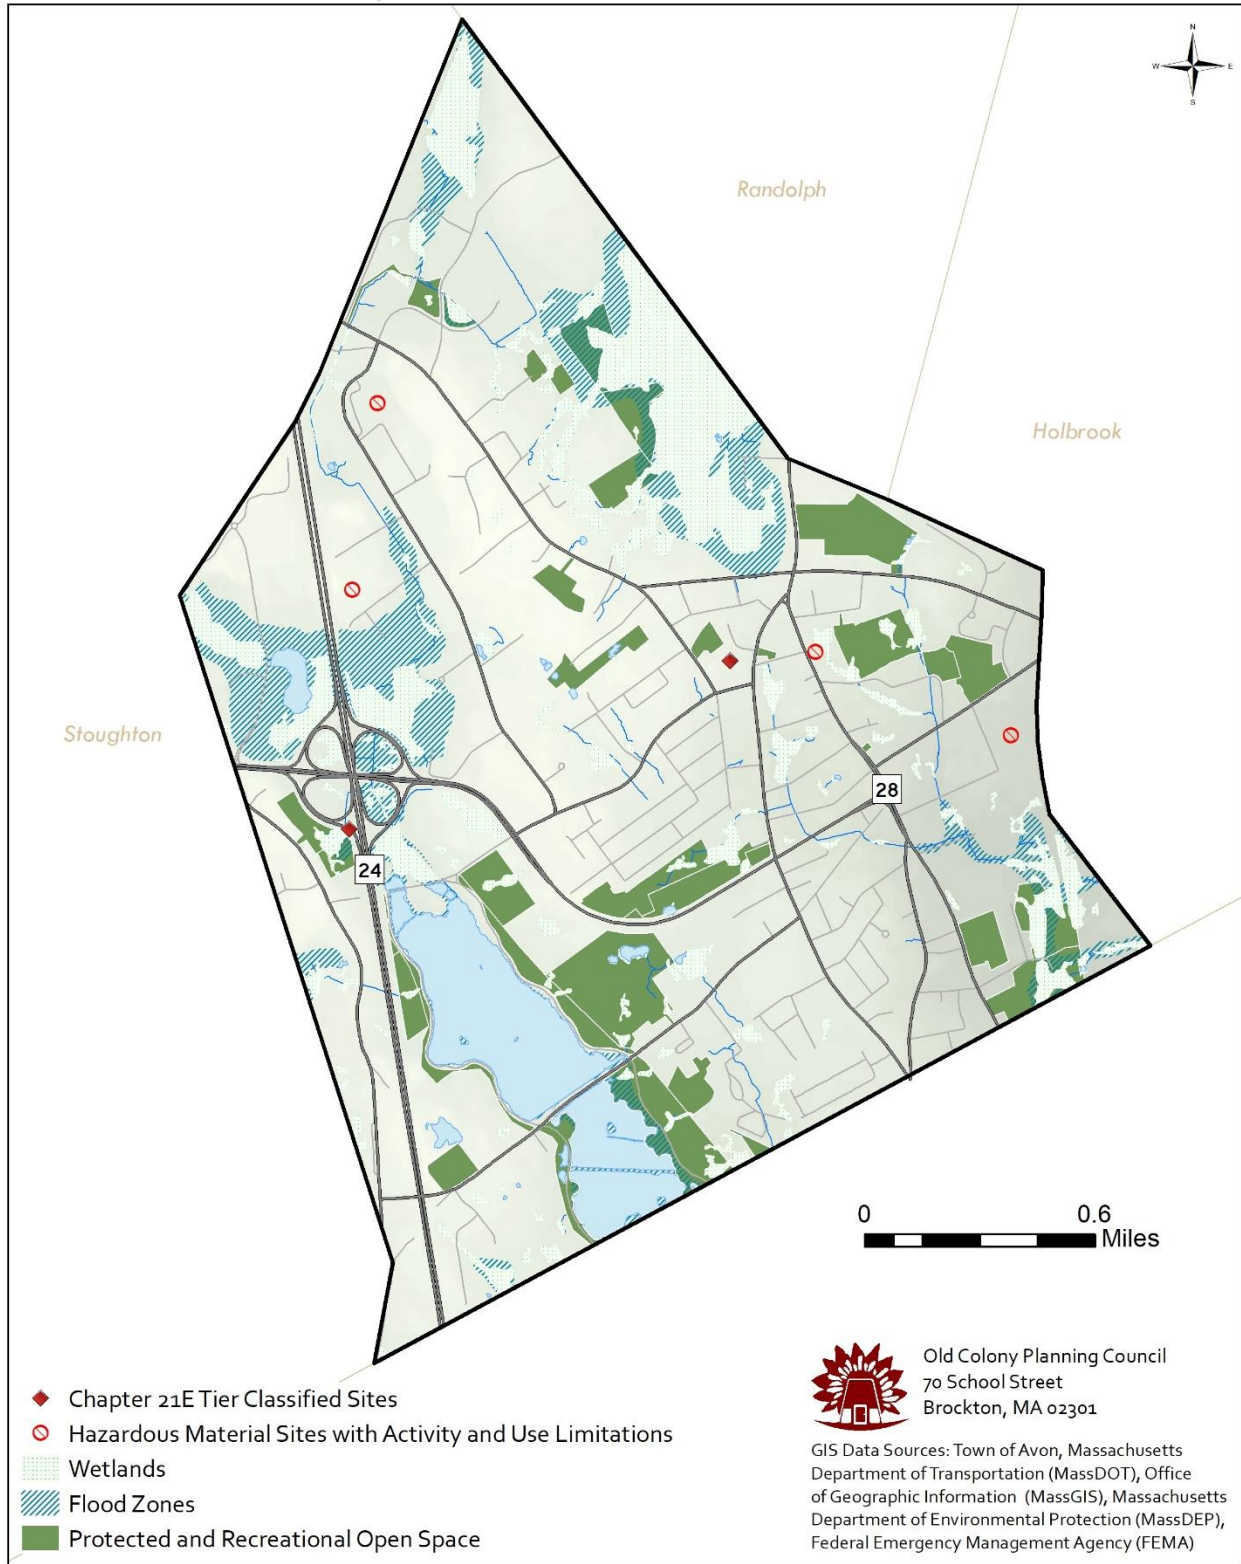 N
W E
S
Randolph
Holbrook
Stoughton
28
24
0 0.6
Miles
Old Colony Planning Council
70 School Street
Brockton, MA 02301
Chapter 21E Tier Classified Sites
Hazardous Material Sites with Activity and Use Limitations
Wetlands
Flood Zones
Protected and Recreational Open Space
GIS Data Sources: Town of Avon, Massachusetts
Department of Transportation (MassDOT), Office
of Geographic Information (MassGIS), Massachusetts
Department of Environmental Protection (MassDEP),
Federal Emergency Management Agency (FEMA)